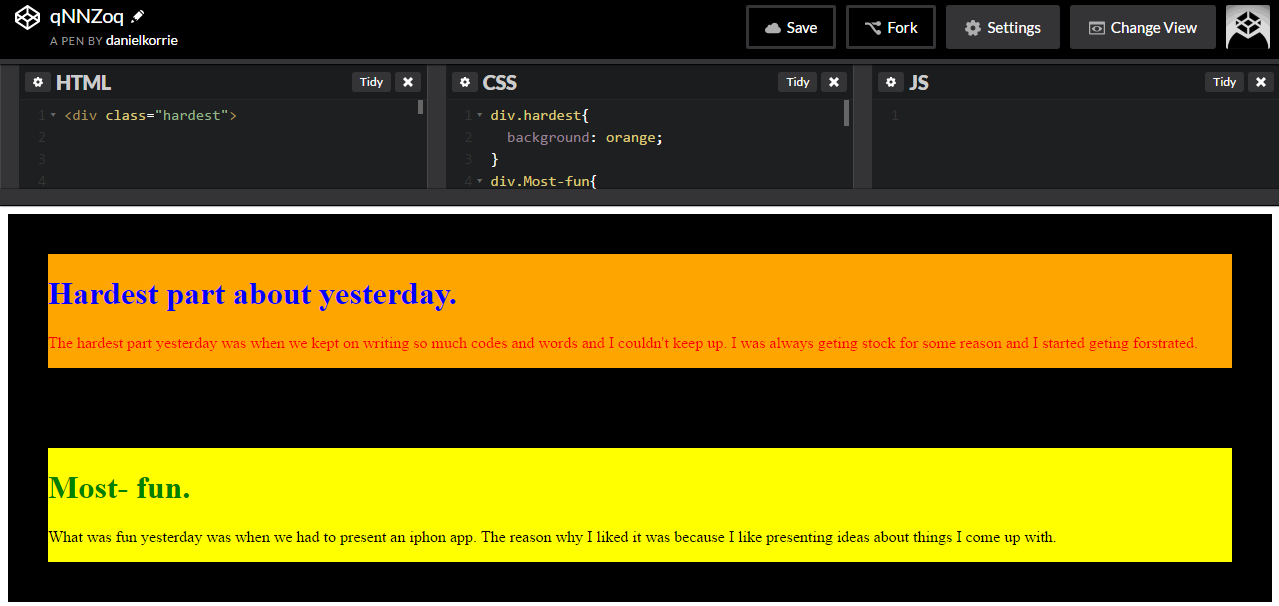 qNNZoq
A PEN BY danielkorrie
Save
Fork
Settings
Change View
HTML
Tidy
1 <div class="hardest">
2
3
4
CSS
Tidy
1 div.hardest{
2 background: orange;
3 }
4 div.Most-fun{
JS
Tidy
1
Hardest part about yesterday.
The hardest part yesterday was when we kept on writing so much codes and words and I couldn't keep up. I was always geting stock for some reason and I started geting forstrated.
Most- fun.
What was fun yesterday was when we had to present an iphon app. The reason why I liked it was because I like presenting ideas about things I come up with.